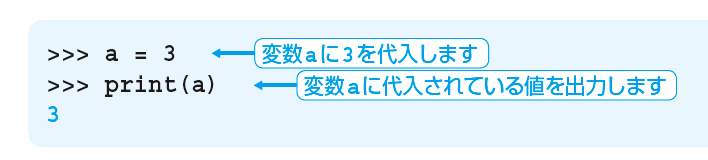 >>> a = 3 変数aに3を代入します
>>> print(a) 変数aに代入されている値を出力します
3